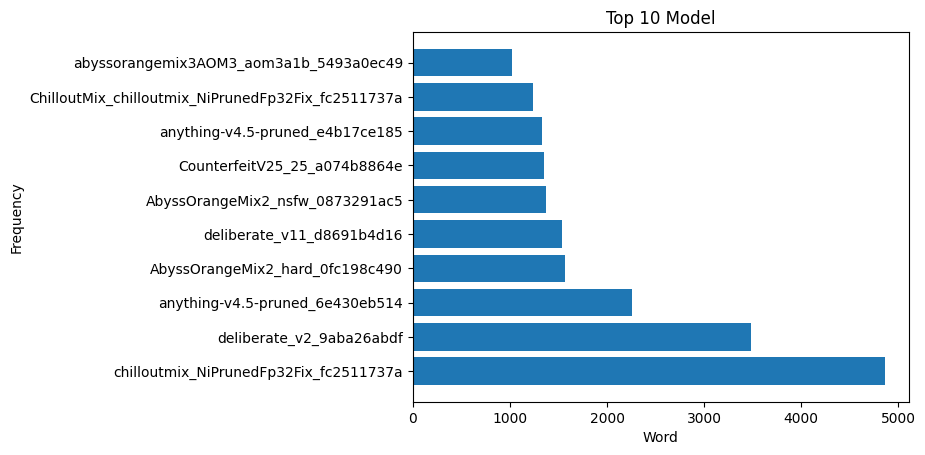 Top 10 Model
Frequency
abyssorangemix3AOM3_aom3a1b_5493a0ec49
ChilloutMix_chilloutmix_NiPrunedFp32Fix_fc2511737a
anything-v4.5-pruned_e4b17ce185
CounterfeitV25_25_a074b8864e
AbyssOrangeMix2_nsfw_0873291ac5
deliberate_v11_d8691b4d16
AbyssOrangeMix2_hard_0fc198c490
anything-v4.5-pruned_6e430eb514
deliberate_v2_9aba26abdf
chilloutmix_NiPrunedFp32Fix_fc2511737a
0 1000 2000 3000 4000 5000
Word